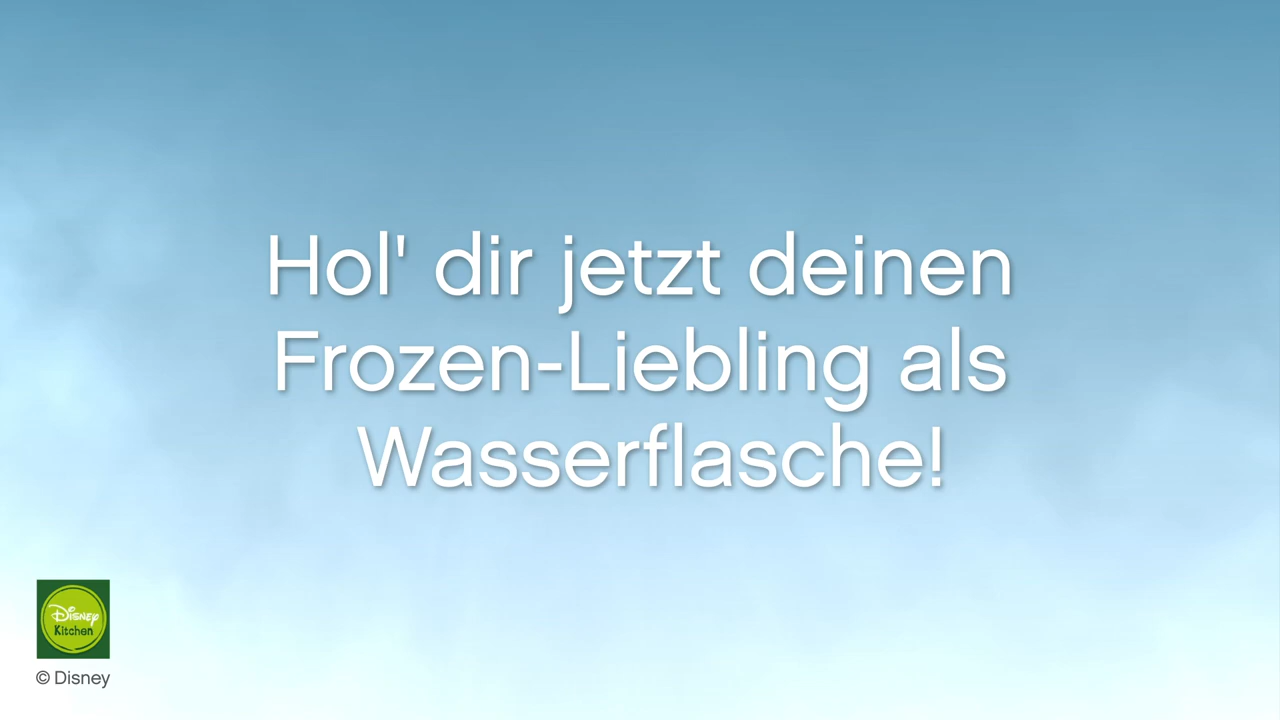 Hol' dir jetzt deinen
Frozen-Liebling als
Wasserflasche!
Disney
Kitchen
© Disney